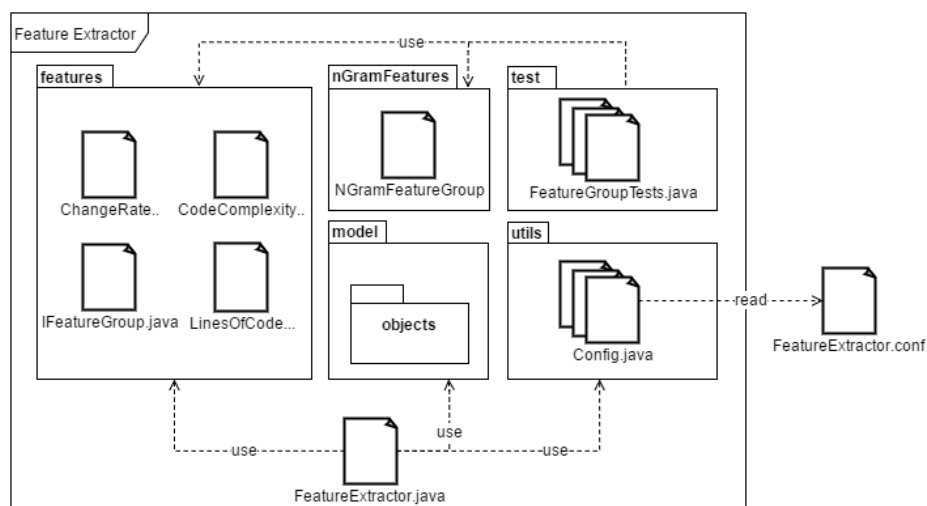 Feature Extractor
use
features
nGramFeatures
test
ChangeRate..
CodeComplexity..
NGramFeatureGroup
FeatureGroupTests.java
model
utils
IFeatureGroup.java
LinesOfCode...
objects
Config.java
read
FeatureExtractor.conf
use
use
use
FeatureExtractor.java